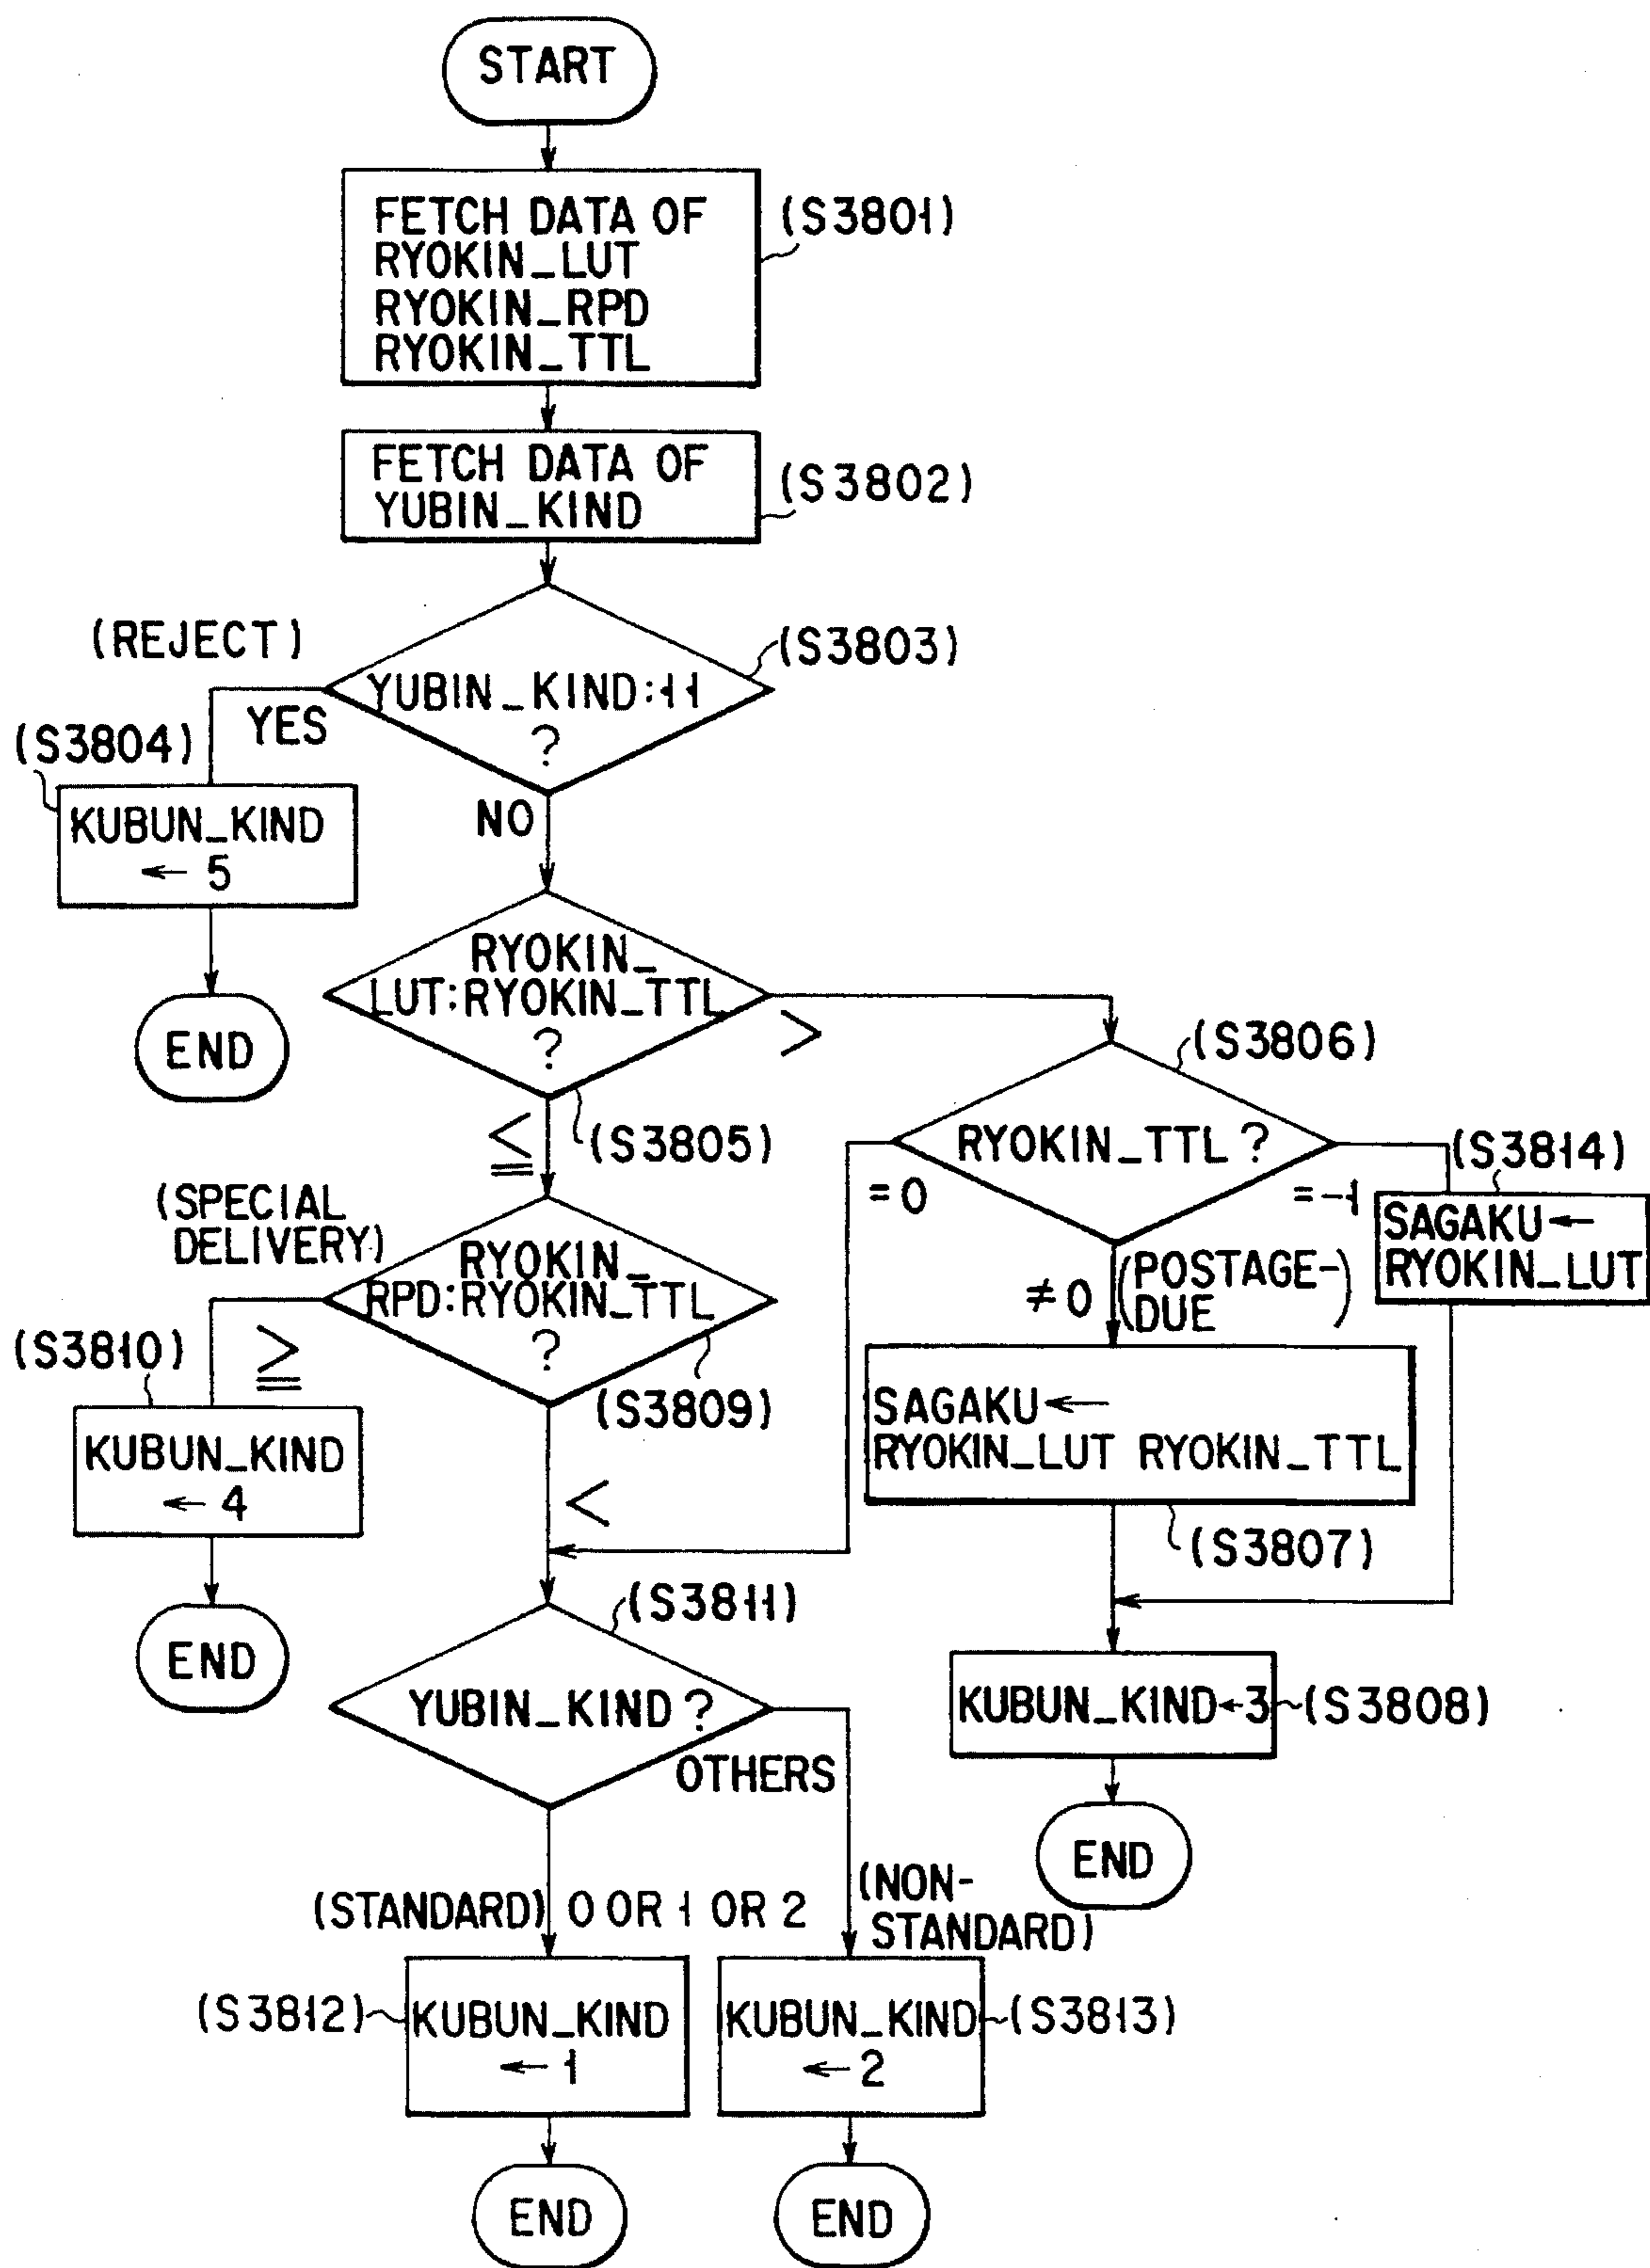 START
FETCH DATA OF
RYOKIN_LUT
RYOKIN_RPD
RYOKIN_TTL
(S3801)
FETCH DATA OF
YUBIN_KIND
(S3802)
YUBIN_KIND:11
?
(S3803)
(REJECT)
YES
(S3804)
KUBUN_KIND
← 5
END
NO
RYOKIN_
LUT:RYOKIN_TTL
?
(S3805)
>
≦
RYOKIN_TTL ?
(S3806)
=0
=-1
≠0
(POSTAGE-
DUE)
(S3814)
SAGAKU←
RYOKIN_LUT
SAGAKU←
RYOKIN_LUT RYOKIN_TTL
(S3807)
KUBUN_KIND←3
(S3808)
END
(SPECIAL
DELIVERY)
RYOKIN_
RPD:RYOKIN_TTL
?
(S3809)
≧
(S3810)
KUBUN_KIND
← 4
END
<
(S3811)
YUBIN_KIND ?
OTHERS
(STANDARD) 0 OR 1 OR 2
(NON-
STANDARD)
(S3812)
KUBUN_KIND
← 1
END
KUBUN_KIND
← 2
(S3813)
END